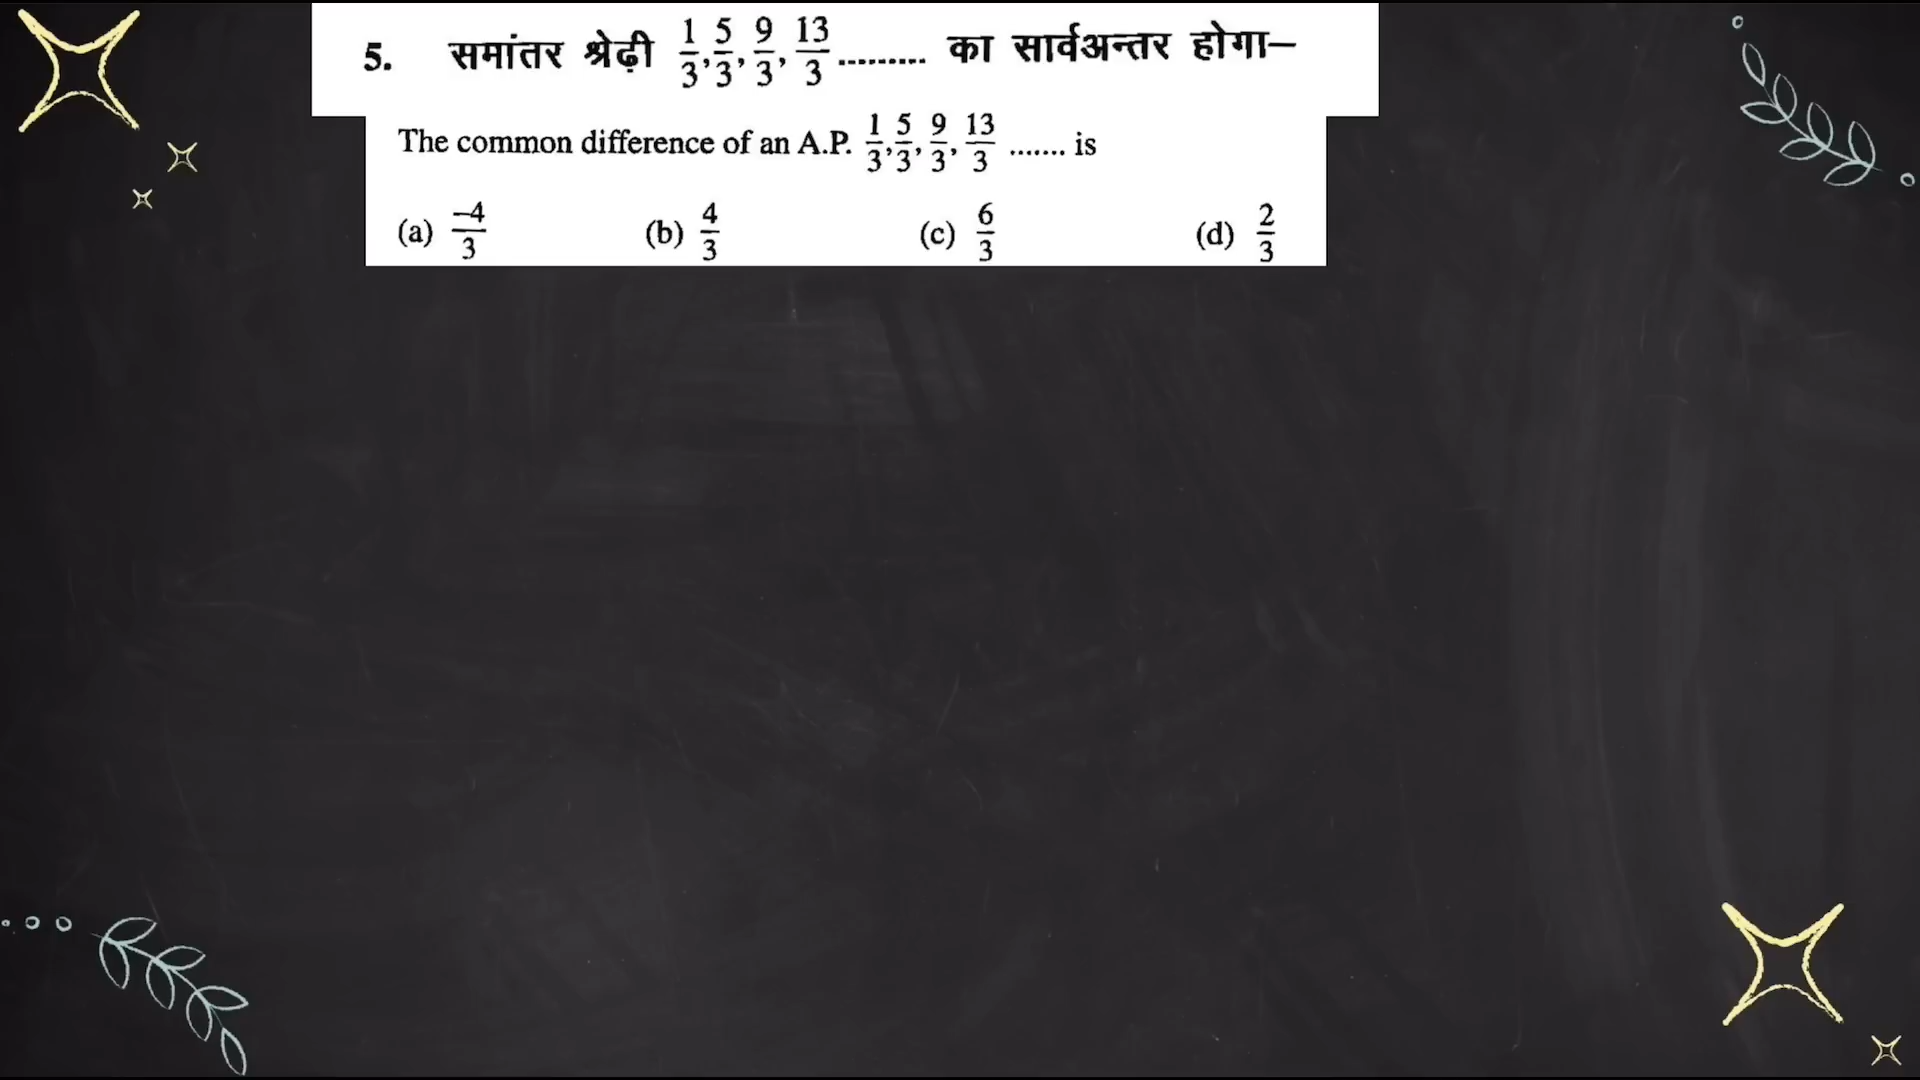 5. समांतर श्रेढ़ी 1/3, 5/3, 9/3, 13/3 ......... का सार्वअन्तर होगा–
The common difference of an A.P. 1/3, 5/3, 9/3, 13/3 ....... is
(a) –4/3 (b) 4/3 (c) 6/3 (d) 2/3